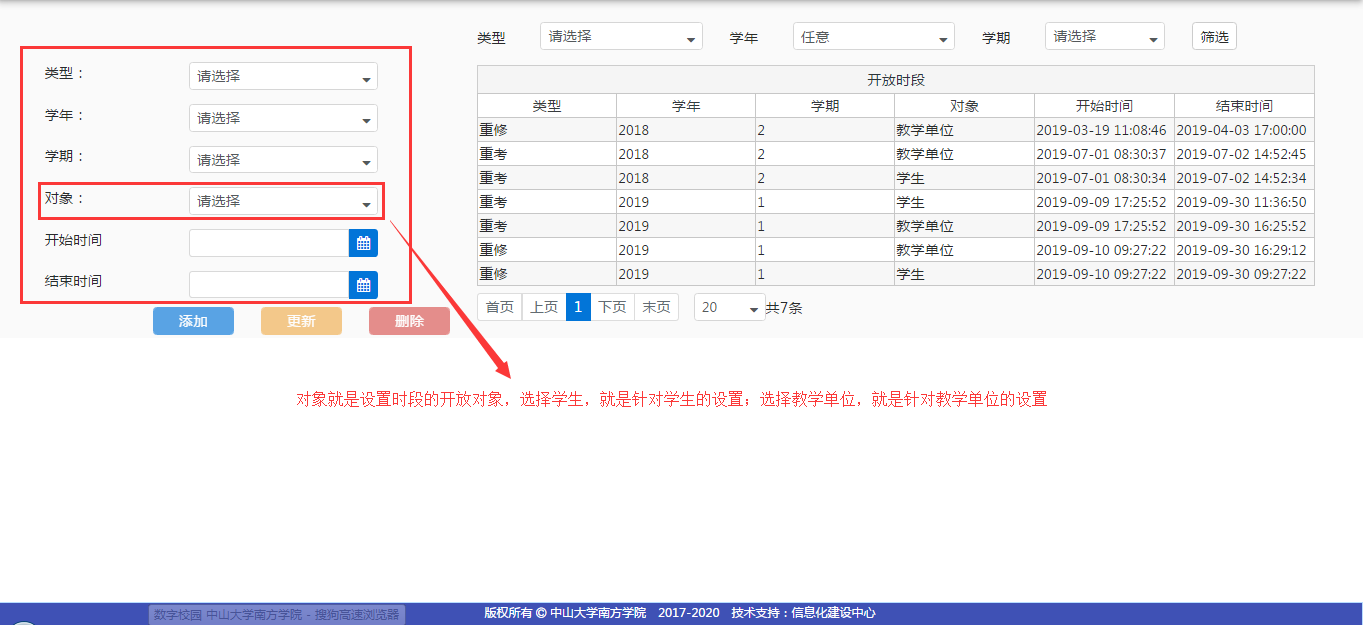 类型 请选择 学年 任意 学期 请选择 筛选
类型： 请选择
学年： 请选择
学期： 请选择
对象： 请选择
开始时间
结束时间
添加 更新 删除
开放时段
类型 学年 学期 对象 开始时间 结束时间
重修 2018 2 教学单位 2019-03-19 11:08:46 2019-04-03 17:00:00
重考 2018 2 教学单位 2019-07-01 08:30:37 2019-07-02 14:52:45
重考 2018 2 学生 2019-07-01 08:30:34 2019-07-02 14:52:34
重考 2019 1 学生 2019-09-09 17:25:52 2019-09-30 11:36:50
重考 2019 1 教学单位 2019-09-09 17:25:52 2019-09-30 16:25:52
重修 2019 1 教学单位 2019-09-10 09:27:22 2019-09-30 16:29:12
重修 2019 1 学生 2019-09-10 09:27:22 2019-09-30 09:27:22
首页 上页 1 下页 末页 20 共7条
对象就是设置时段的开放对象，选择学生，就是针对学生的设置；选择教学单位，就是针对教学单位的设置
数字校园 中山大学南方学院 - 搜狗高速浏览器
版权所有 © 中山大学南方学院 2017-2020 技术支持：信息化建设中心